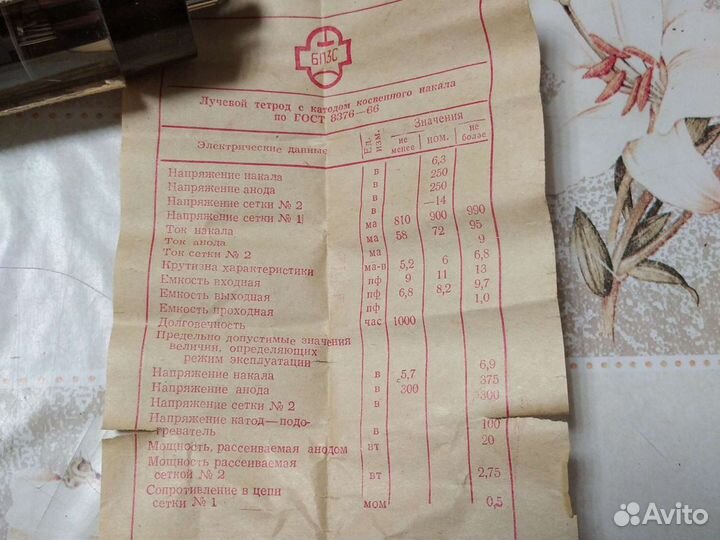 6П3С
Лучевой тетрод с катодом косвенного накала
по ГОСТ 8376—66
Электрические данные Ед. изм. Значения
не менее ном. не более
Напряжение накала в 6,3
Напряжение анода в 250
Напряжение сетки № 2 в 250
Напряжение сетки № 1 в —14
Ток накала ма 810 900 990
Ток анода ма 58 72 95
Ток сетки № 2 ма 9
Крутизна характеристики ма-в 5,2 6 6,8
Емкость входная пф 9 11 13
Емкость выходная пф 6,8 8,2 9,7
Емкость проходная пф 1,0
Долговечность час 1000
Предельно допустимые значения
величин, определяющих
режим эксплуатации
Напряжение накала в 5,7 6,9
Напряжение анода в 300 375
Напряжение сетки № 2 в 300
Напряжение катод—подо-
греватель в 100
Мощность, рассеиваемая анодом вт 20
Мощность рассеиваемая
сеткой № 2 вт 2,75
Сопротивление в цепи
сетки № 1 мом 0,5
Avito